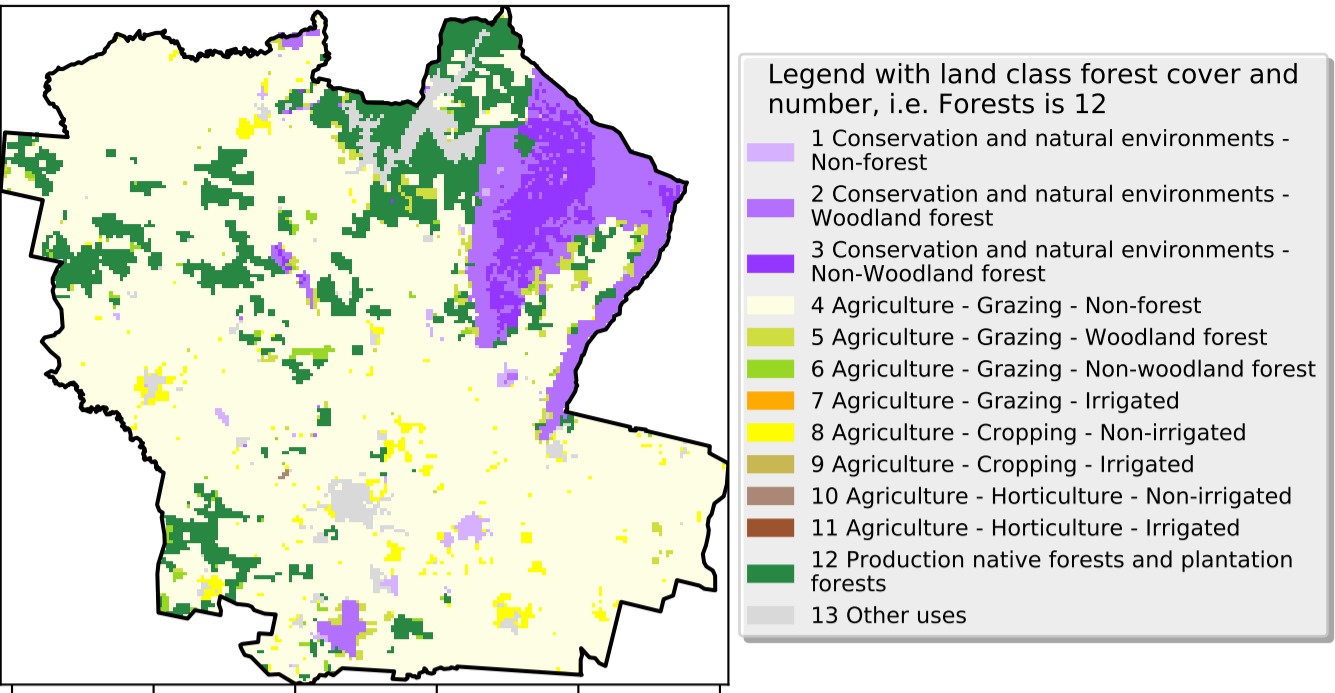 Legend with land class forest cover and
number, i.e. Forests is 12
1 Conservation and natural environments -
Non-forest
2 Conservation and natural environments -
Woodland forest
3 Conservation and natural environments -
Non-Woodland forest
4 Agriculture - Grazing - Non-forest
5 Agriculture - Grazing - Woodland forest
6 Agriculture - Grazing - Non-woodland forest
7 Agriculture - Grazing - Irrigated
8 Agriculture - Cropping - Non-irrigated
9 Agriculture - Cropping - Irrigated
10 Agriculture - Horticulture - Non-irrigated
11 Agriculture - Horticulture - Irrigated
12 Production native forests and plantation
forests
13 Other uses